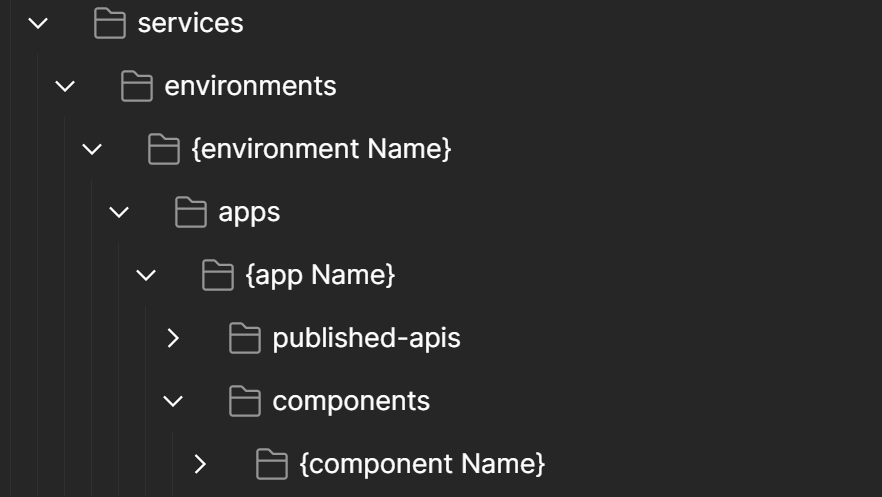 services
environments
{environment Name}
apps
{app Name}
published-apis
components
{component Name}